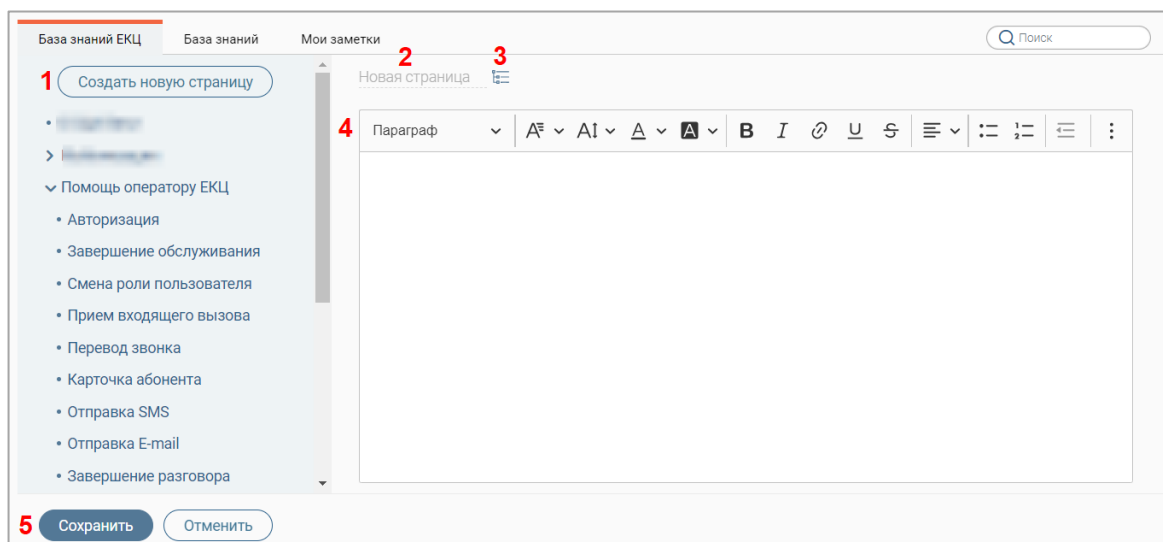 База знаний ЕКЦ База знаний Мои заметки Поиск
2 3
1 Создать новую страницу Новая страница
4 Параграф
Помощь оператору ЕКЦ
• Авторизация
• Завершение обслуживания
• Смена роли пользователя
• Прием входящего вызова
• Перевод звонка
• Карточка абонента
• Отправка SMS
• Отправка E-mail
• Завершение разговора
5 Сохранить Отменить